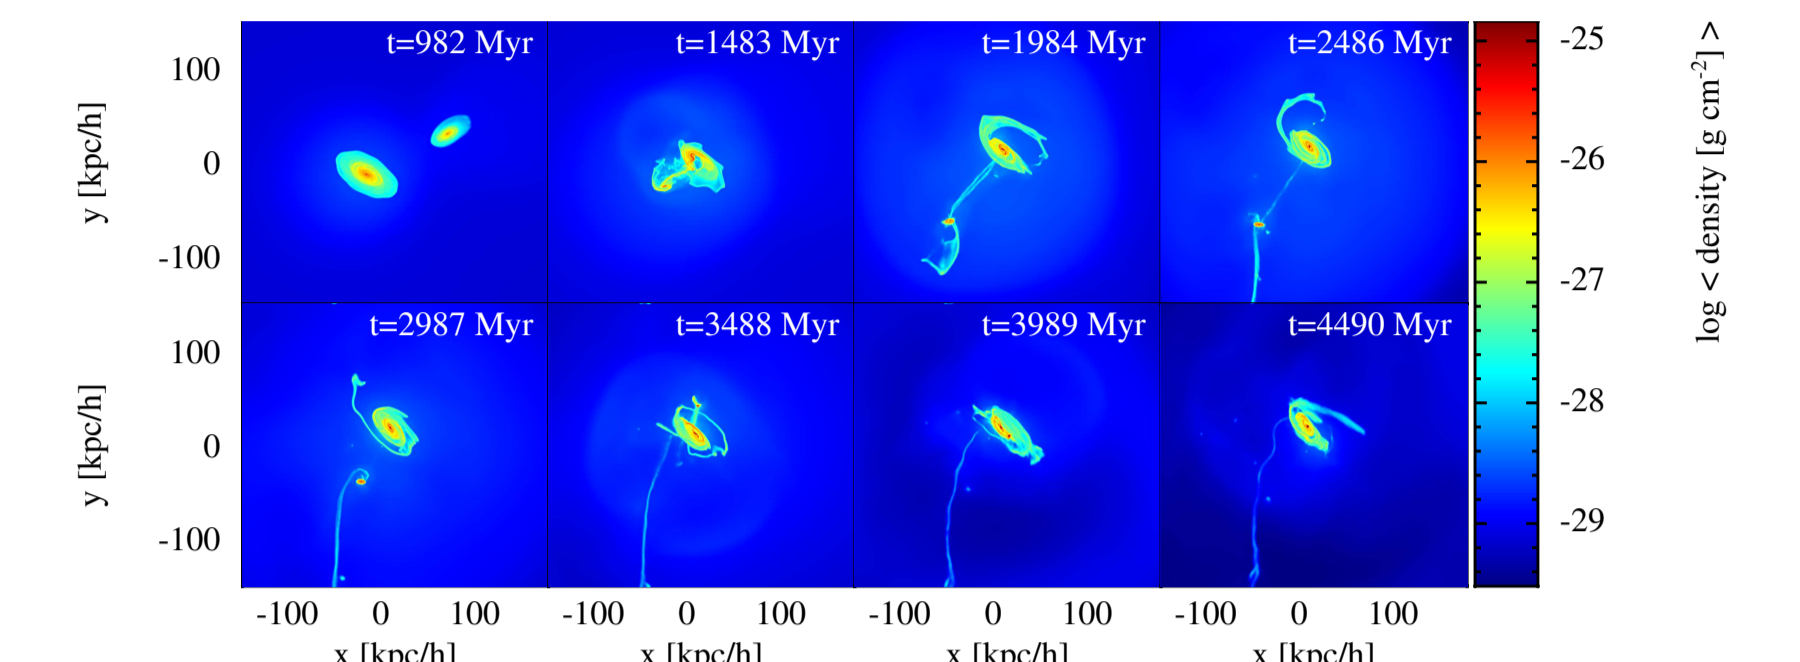 t=982 Myr
t=1483 Myr
t=1984 Myr
t=2486 Myr
100
0
-100
y [kpc/h]
t=2987 Myr
t=3488 Myr
t=3989 Myr
t=4490 Myr
100
0
-100
y [kpc/h]
-100 0 100
-100 0 100
-100 0 100
-100 0 100
x [kpc/h]
x [kpc/h]
x [kpc/h]
x [kpc/h]
-25
-26
-27
-28
-29
log < density [g cm⁻²] >